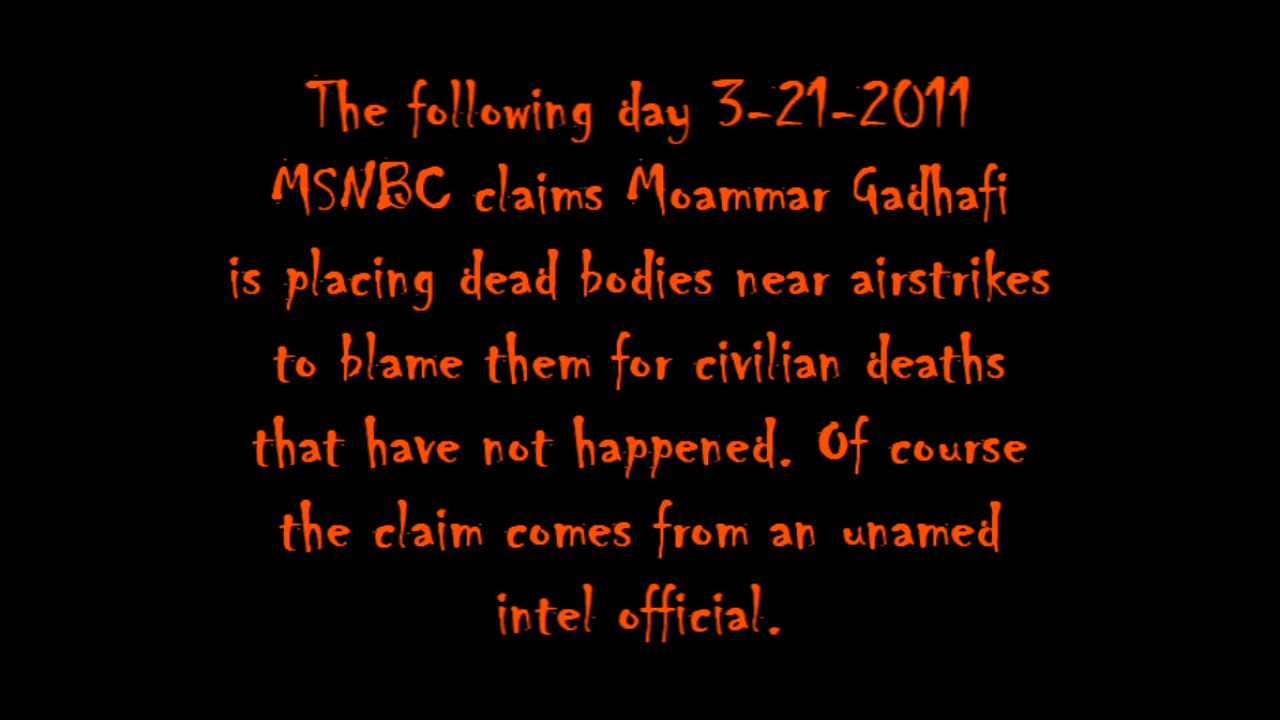 The following day 3-21-2011
MSNBC claims Moammar Gadhafi
is placing dead bodies near airstrikes
to blame them for civilian deaths
that have not happened. Of course
the claim comes from an unamed
intel official.